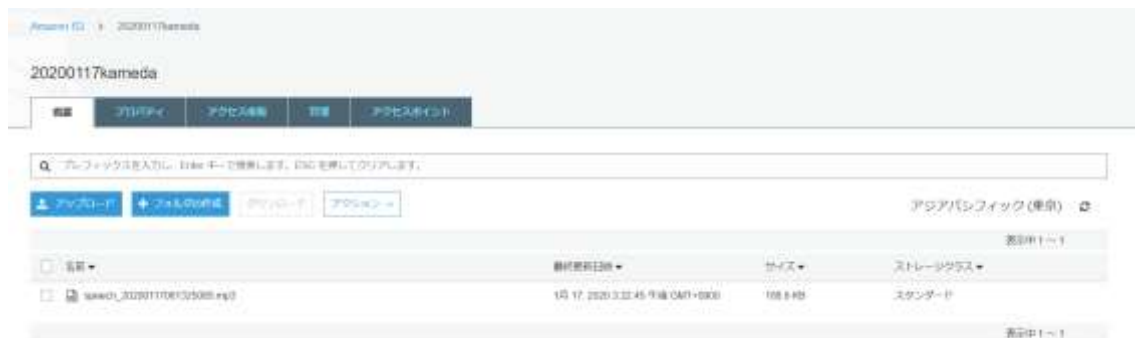 Amazon S3 > 20200117kameda
20200117kameda
概要 プロパティ アクセス権限 管理 アクセスポイント
プレフィックスを入力し、Enter キーで検索します。ESC を押してクリアします。
アップロード + フォルダの作成 ダウンロード アクション
アジアパシフィック (東京)
表示中 1 ~ 1
名前 最終更新日時 サイズ ストレージクラス
1月 17, 2020 3:22:45 午後 GMT+0900 スタンダード
表示中 1 ~ 1